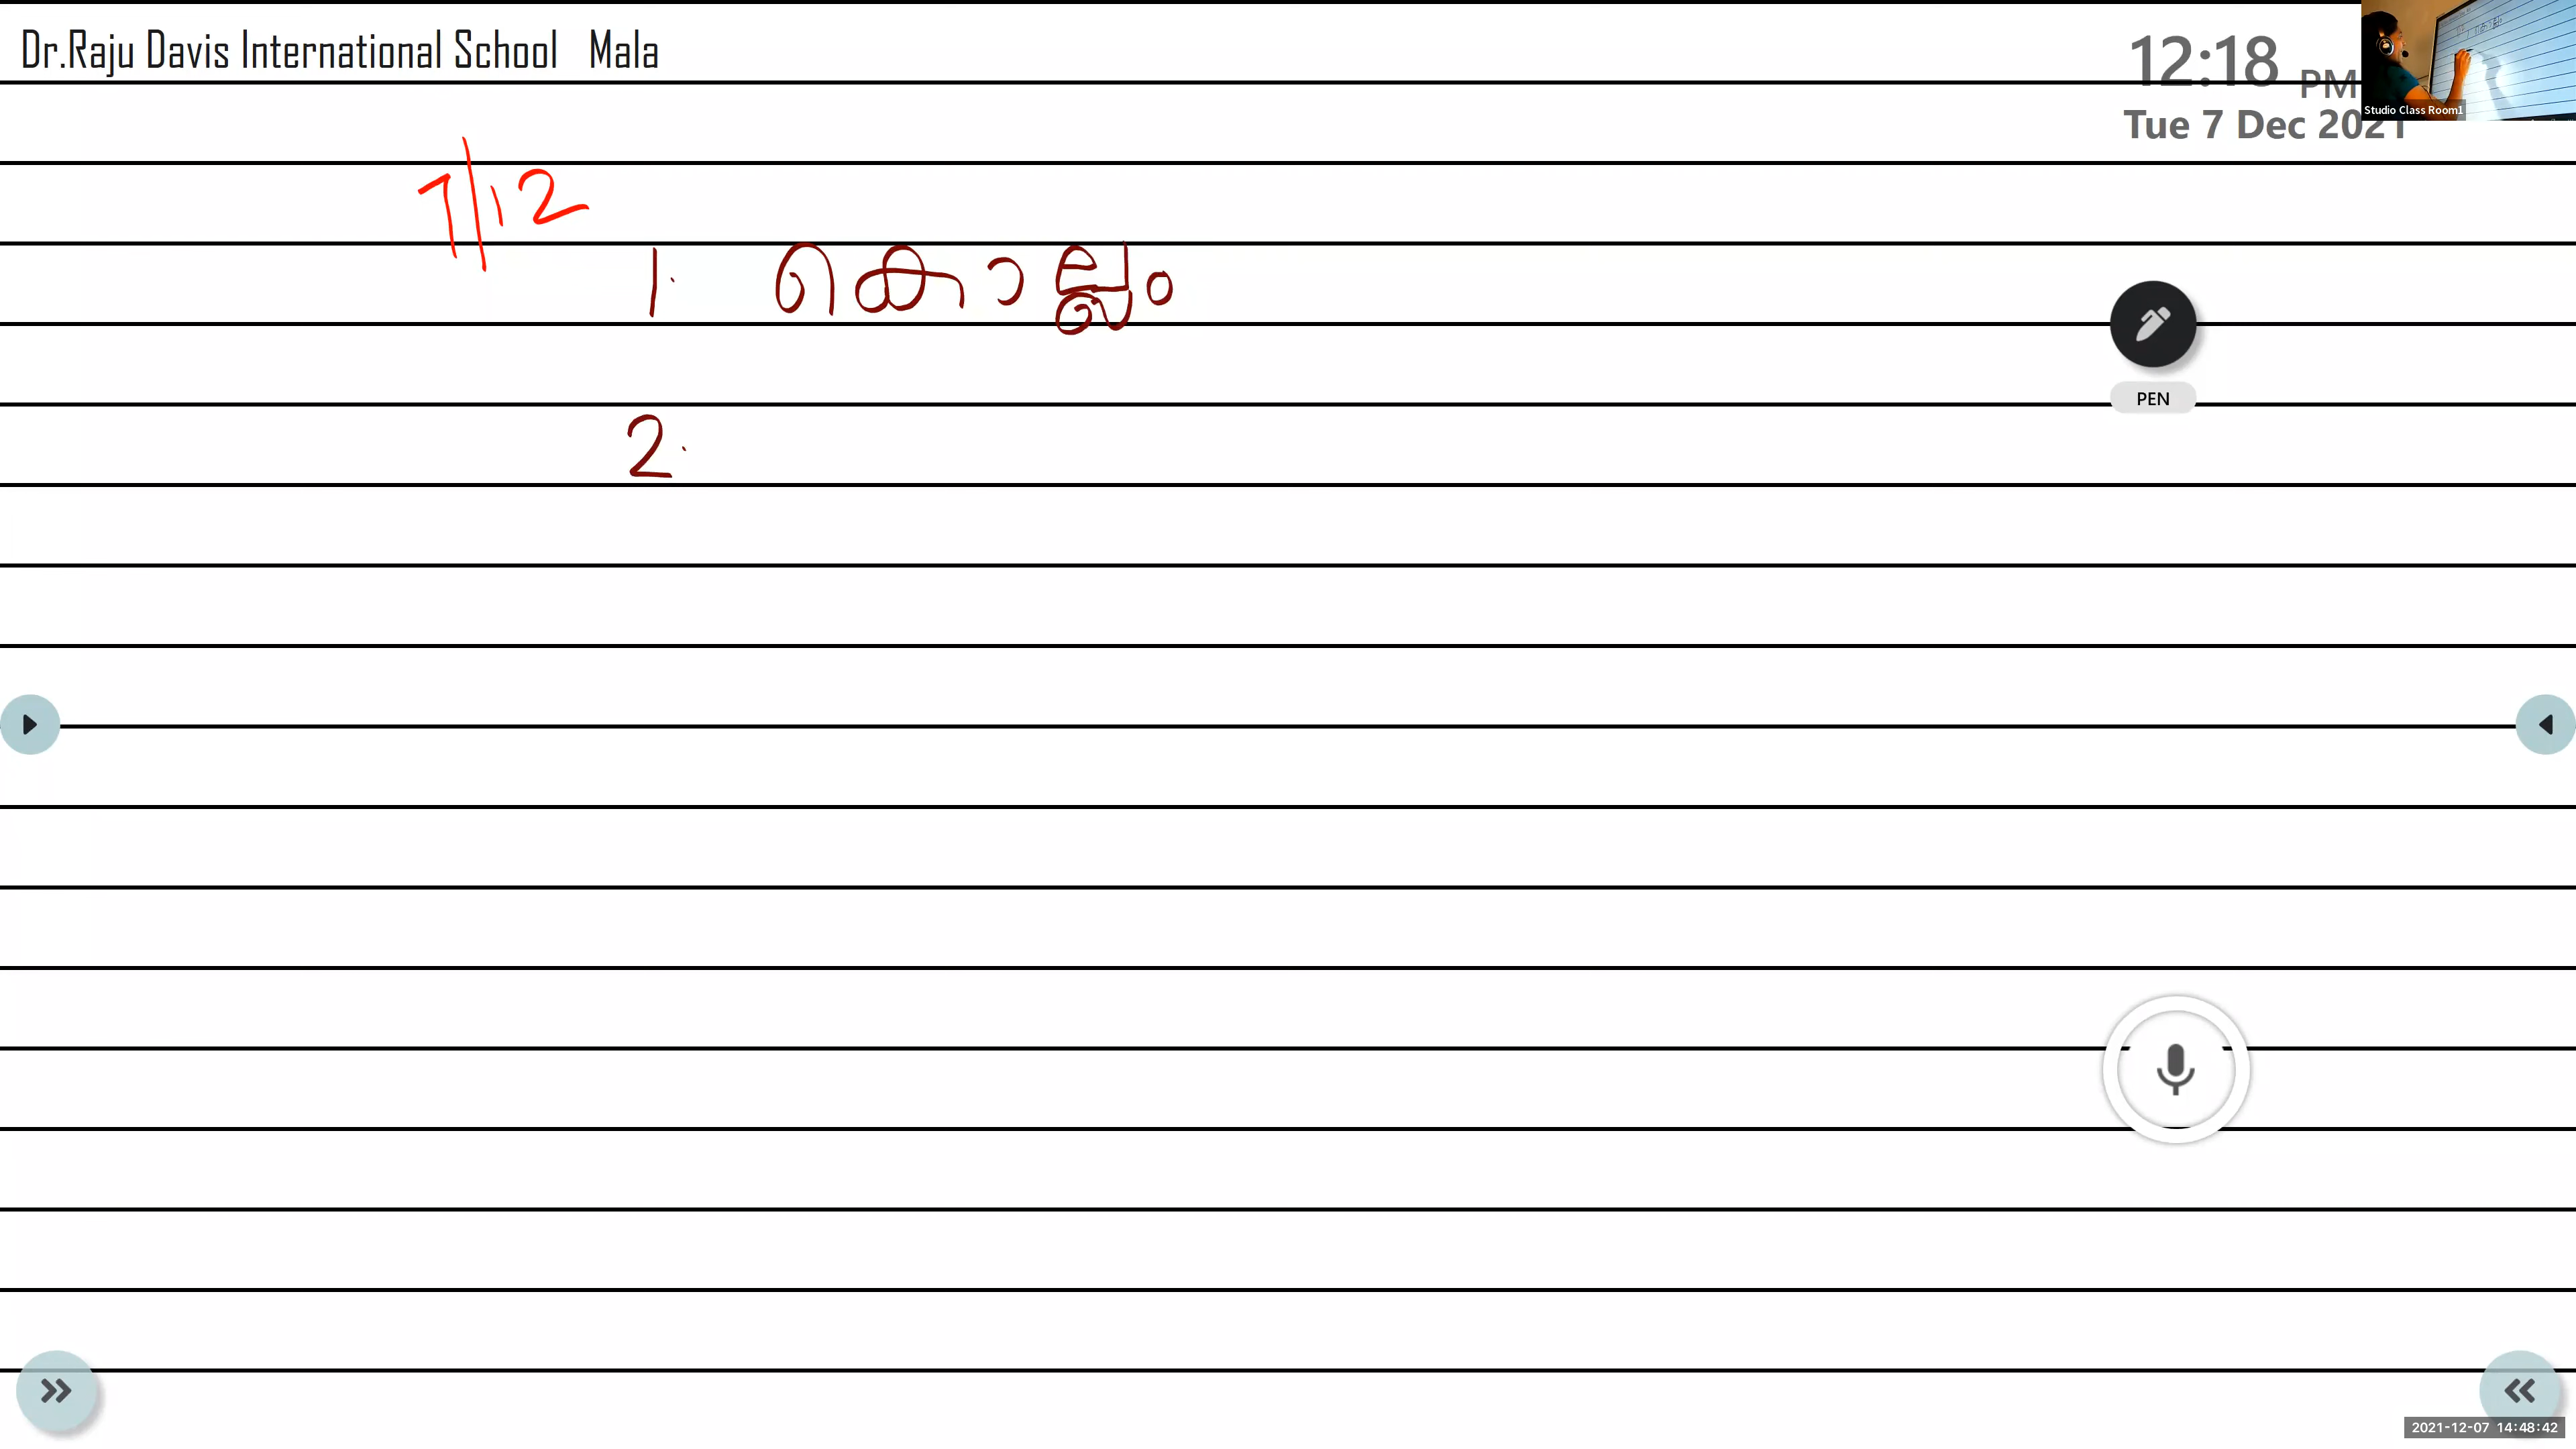 Dr.Raju Davis International School Mala
12:18 PM
Tue 7 Dec 2021
Studio Class Room1
7/12
1. കൊല്ലം
PEN
2.
2021-12-07 14:48:42